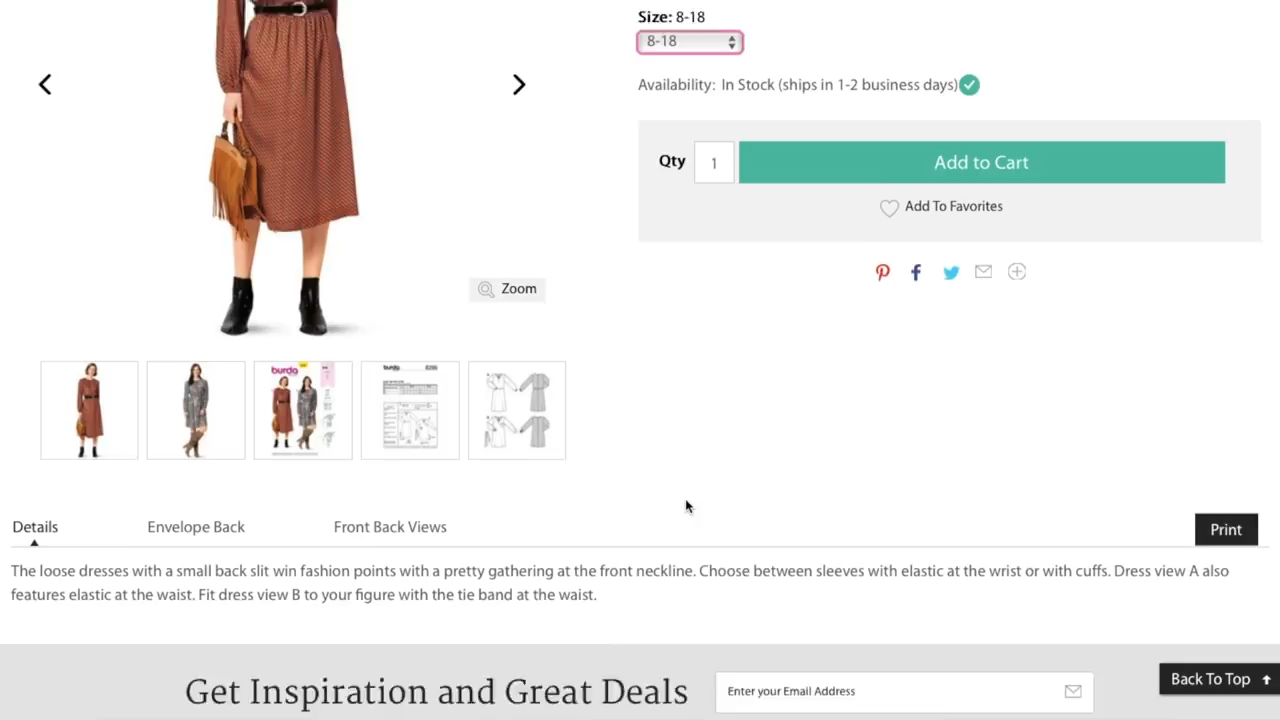 Size: 8-18
8-18
Availability: In Stock (ships in 1-2 business days)
Qty 1 Add to Cart
Add To Favorites
Zoom
burda
burda 6266
Details Envelope Back Front Back Views Print
The loose dresses with a small back slit win fashion points with a pretty gathering at the front neckline. Choose between sleeves with elastic at the wrist or with cuffs. Dress view A also
features elastic at the waist. Fit dress view B to your figure with the tie band at the waist.
Get Inspiration and Great Deals Enter your Email Address
Back To Top